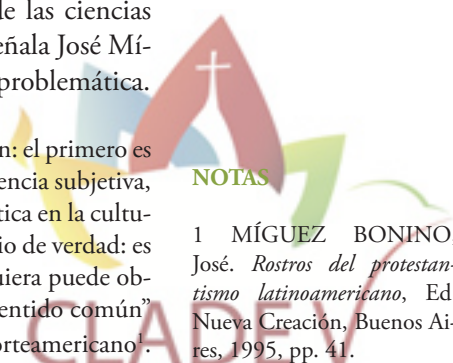 de las ciencias
eñala José Mí-
problemática.
n: el primero es
encia subjetiva,
tica en la cultu-
io de verdad: es
uiera puede ob-
entido común”
orteamericano¹.
NOTAS
1 MÍGUEZ BONINO,
José. Rostros del protestan-
tismo latinoamericano, Ed.
Nueva Creación, Buenos Ai-
res, 1995, pp. 41.
CLADE V